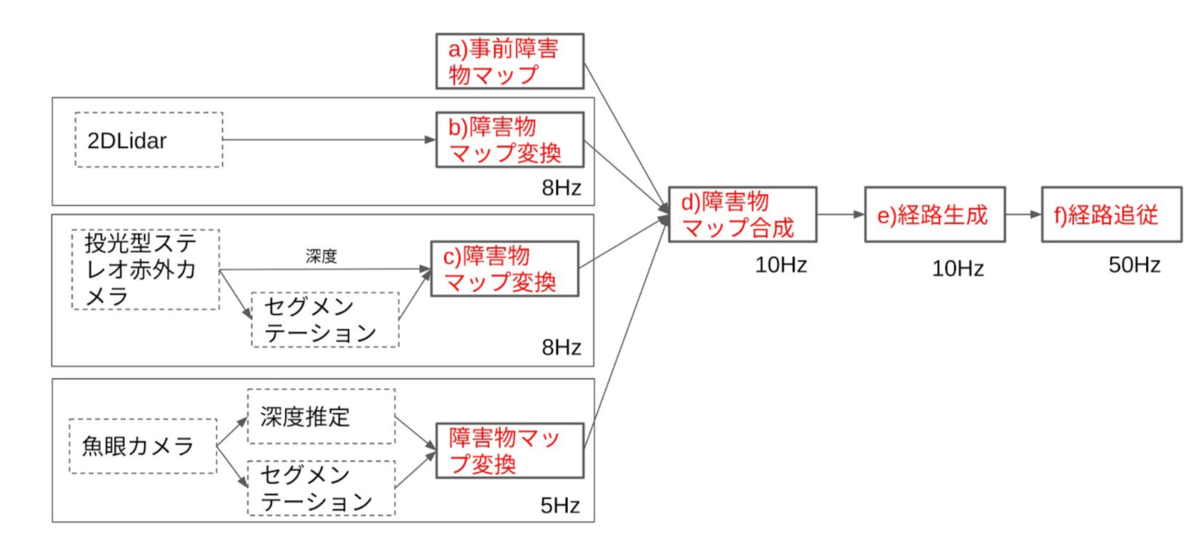 a)事前障害
物マップ
2DLidar
b)障害物
マップ変換
8Hz
投光型ステ
レオ赤外カ
メラ
深度
セグメン
テーション
c)障害物
マップ変換
8Hz
魚眼カメラ
深度推定
セグメン
テーション
障害物マッ
プ変換
5Hz
d)障害物
マップ合成
10Hz
e)経路生成
10Hz
f)経路追従
50Hz